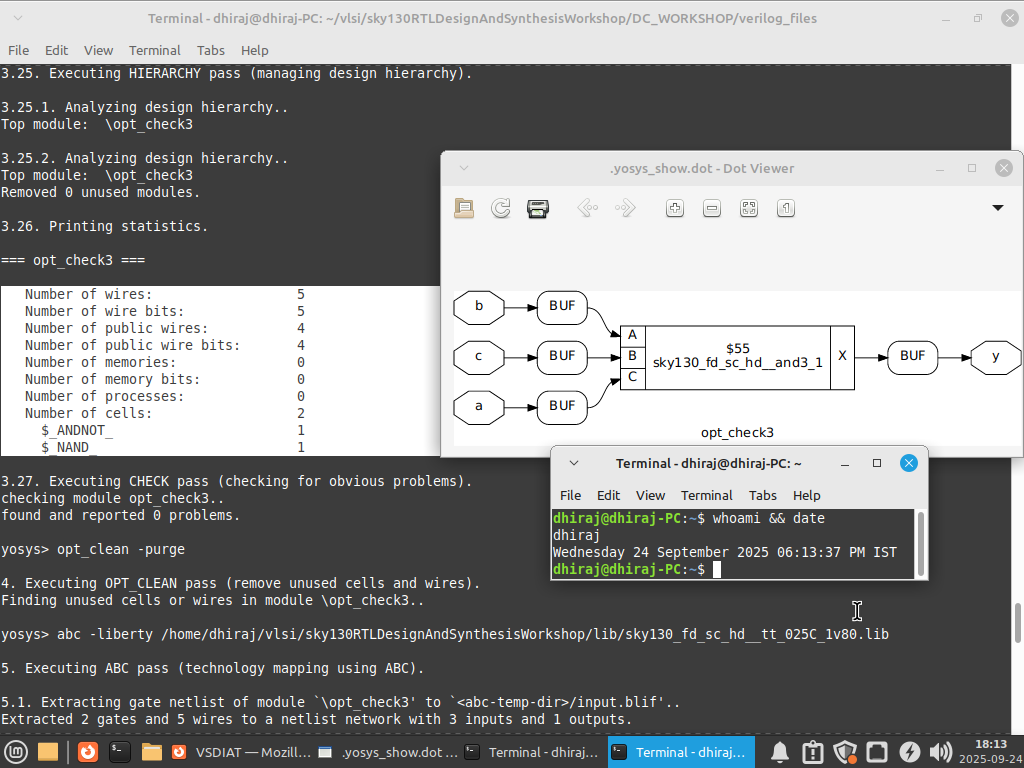 Terminal - dhiraj@dhiraj-PC: ~/vlsi/sky130RTLDesignAndSynthesisWorkshop/DC_WORKSHOP/verilog_files
File Edit View Terminal Tabs Help
3.25. Executing HIERARCHY pass (managing design hierarchy).
3.25.1. Analyzing design hierarchy..
Top module:  \opt_check3
3.25.2. Analyzing design hierarchy..
Top module:  \opt_check3
Removed 0 unused modules.
3.26. Printing statistics.
=== opt_check3 ===
Number of wires: 5
Number of wire bits: 5
Number of public wires: 4
Number of public wire bits: 4
Number of memories: 0
Number of memory bits: 0
Number of processes: 0
Number of cells: 2
$_ANDNOT_ 1
$_NAND_ 1
3.27. Executing CHECK pass (checking for obvious problems).
checking module opt_check3..
found and reported 0 problems.
yosys> opt_clean -purge
4. Executing OPT_CLEAN pass (remove unused cells and wires).
Finding unused cells or wires in module \opt_check3..
yosys> abc -liberty /home/dhiraj/vlsi/sky130RTLDesignAndSynthesisWorkshop/lib/sky130_fd_sc_hd__tt_025C_1v80.lib
5. Executing ABC pass (technology mapping using ABC).
5.1. Extracting gate netlist of module `\opt_check3' to `<abc-temp-dir>/input.blif'..
Extracted 2 gates and 5 wires to a netlist network with 3 inputs and 1 outputs.
.yosys_show.dot - Dot Viewer
b BUF
c BUF
a BUF
A
B
C
$55
sky130_fd_sc_hd__and3_1
X
BUF
y
opt_check3
Terminal - dhiraj@dhiraj-PC: ~
File Edit View Terminal Tabs Help
dhiraj@dhiraj-PC:~$ whoami && date
dhiraj
Wednesday 24 September 2025 06:13:37 PM IST
dhiraj@dhiraj-PC:~$
VSDIAT — Mozill... .yosys_show.dot ... Terminal - dhiraj... Terminal - dhiraj...
18:13
2025-09-24